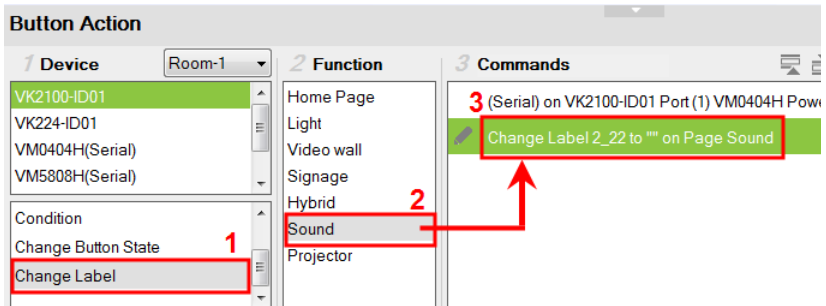 Button Action
1 Device
Room-1
VK2100-ID01
VK224-ID01
VM0404H(Serial)
VM5808H(Serial)
Condition
Change Button State
1
Change Label
2 Function
Home Page
Light
Video wall
Signage
Hybrid
2
Sound
Projector
3 Commands
3
(Serial) on VK2100-ID01 Port (1) VM0404H Powe
Change Label 2_22 to "" on Page Sound